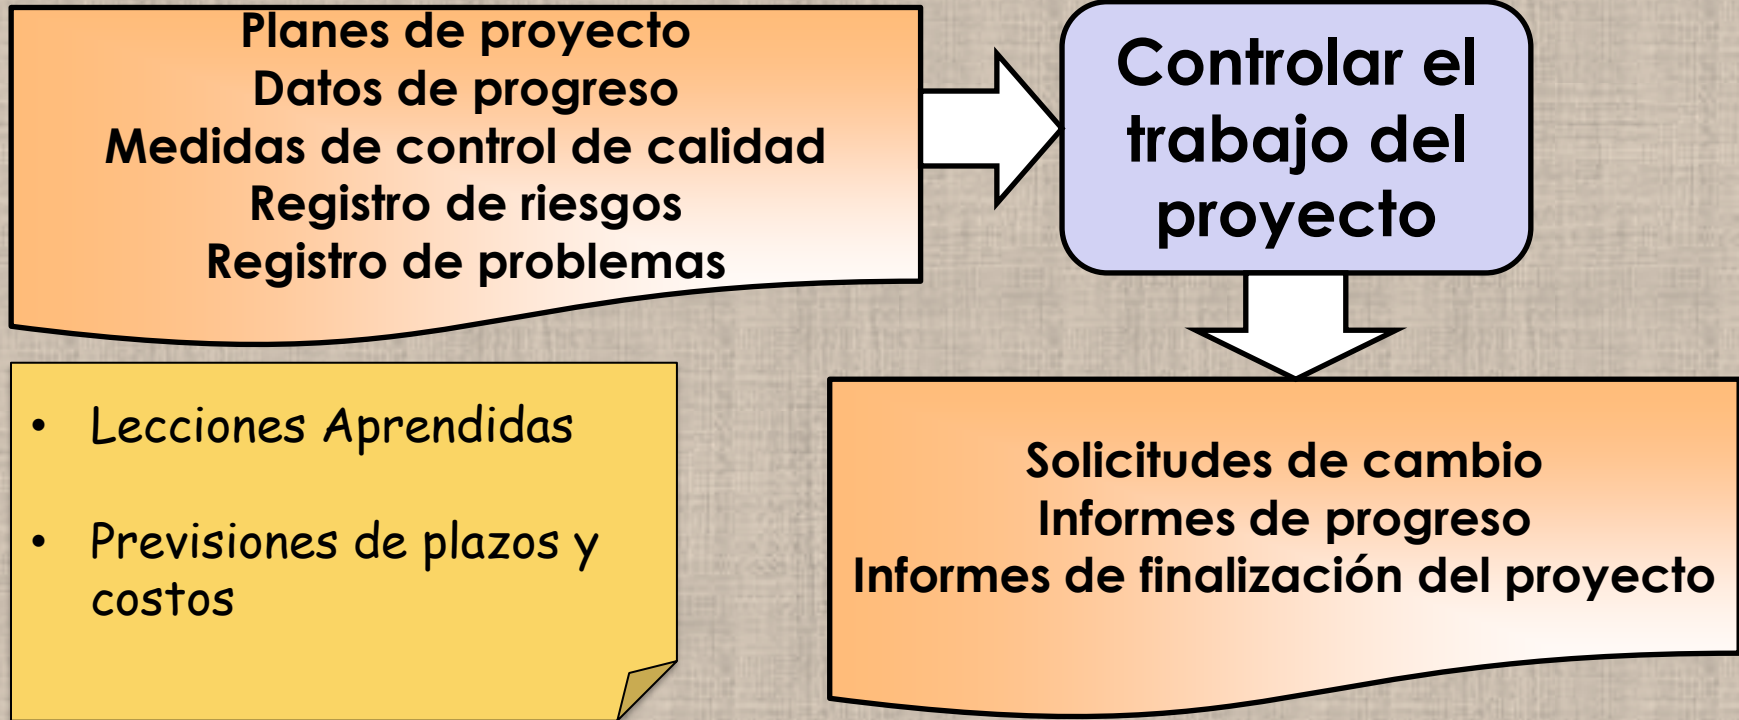 Planes de proyecto
Datos de progreso
Medidas de control de calidad
Registro de riesgos
Registro de problemas
Controlar el
trabajo del
proyecto
• Lecciones Aprendidas
• Previsiones de plazos y
costos
Solicitudes de cambio
Informes de progreso
Informes de finalización del proyecto